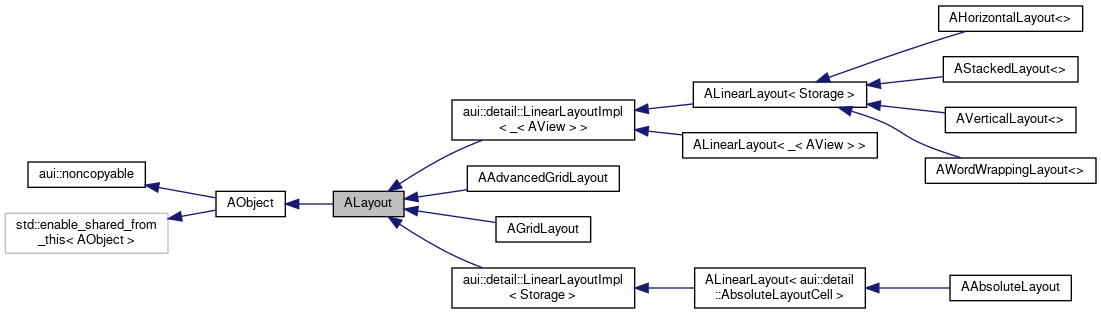 aui::noncopyable
std::enable_shared_from
_this< AObject >
AObject
ALayout
aui::detail::LinearLayoutImpl
< _< AView > >
AAdvancedGridLayout
AGridLayout
aui::detail::LinearLayoutImpl
< Storage >
ALinearLayout< Storage >
ALinearLayout< _< AView > >
ALinearLayout< aui::detail
::AbsoluteLayoutCell >
AHorizontalLayout<>
AStackedLayout<>
AVerticalLayout<>
AWordWrappingLayout<>
AAbsoluteLayout